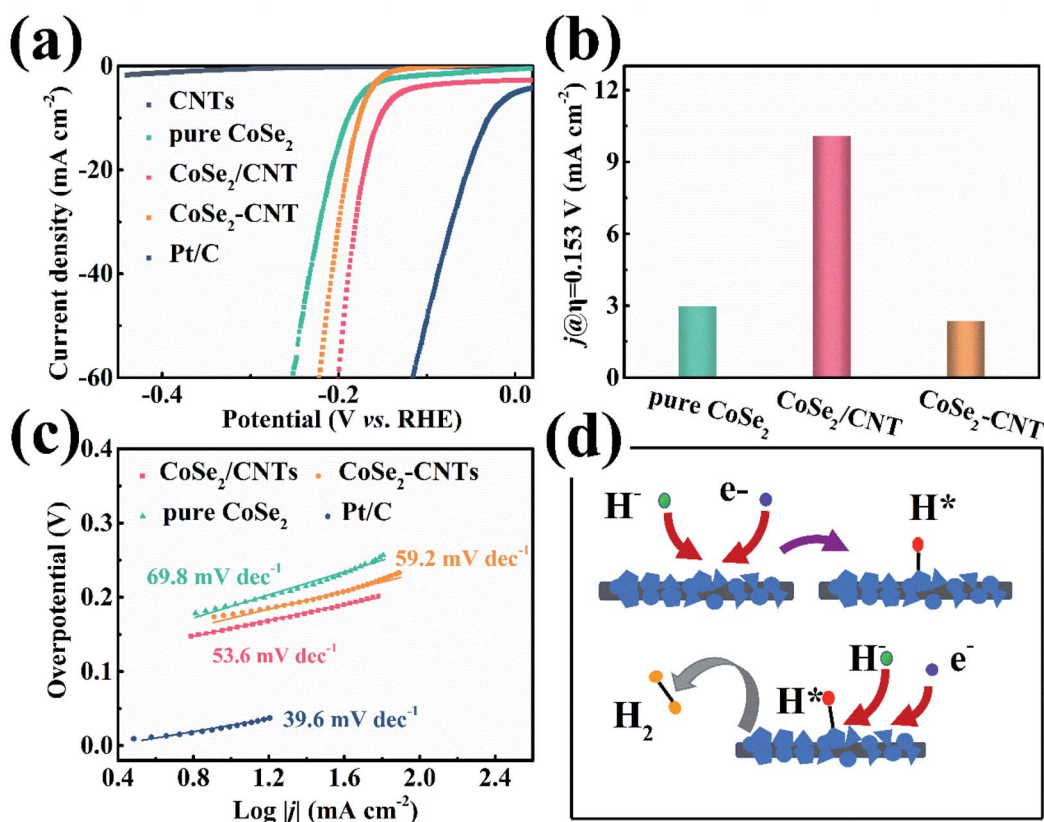 (a)
Current density (mA cm⁻²)
0
-20
-40
-60
CNTs
pure CoSe₂
CoSe₂/CNT
CoSe₂-CNT
Pt/C
-0.4
-0.2
0.0
Potential (V vs. RHE)
(b)
j@η=0.153 V (mA cm⁻²)
12
9
6
3
0
pure CoSe₂
CoSe₂/CNT
CoSe₂-CNT
(c)
Overpotential (V)
0.4
0.3
0.2
0.1
0.0
CoSe₂/CNTs
CoSe₂-CNTs
pure CoSe₂
Pt/C
69.8 mV dec⁻¹
59.2 mV dec⁻¹
53.6 mV dec⁻¹
39.6 mV dec⁻¹
0.4
0.8
1.2
1.6
2.0
2.4
Log |j| (mA cm⁻²)
(d)
H⁻
e-
H*
H₂
H*
H⁻
e⁻